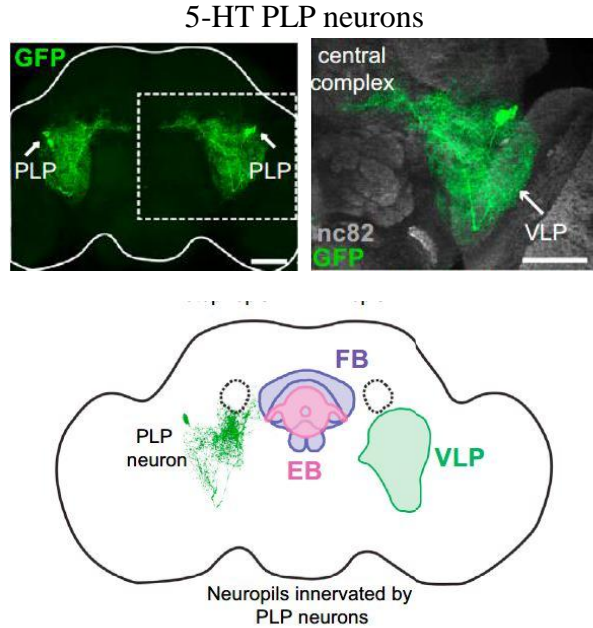 5-HT PLP neurons
GFP
PLP
PLP
central
complex
nc82
GFP
VLP
FB
PLP
neuron
EB
VLP
Neuropils innervated by
PLP neurons